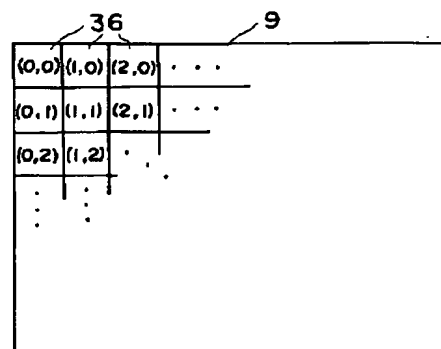 36 9
(0,0) (1,0) (2,0) . . .
(0,1) (1,1) (2,1) . . .
(0,2) (1,2)